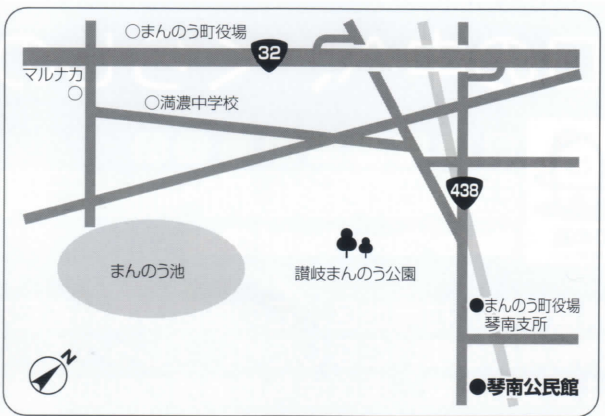 ○まんのう町役場
32
マルナカ
○
○満濃中学校
438
まんのう池
讃岐まんのう公園
●まんのう町役場
琴南支所
N
●琴南公民館